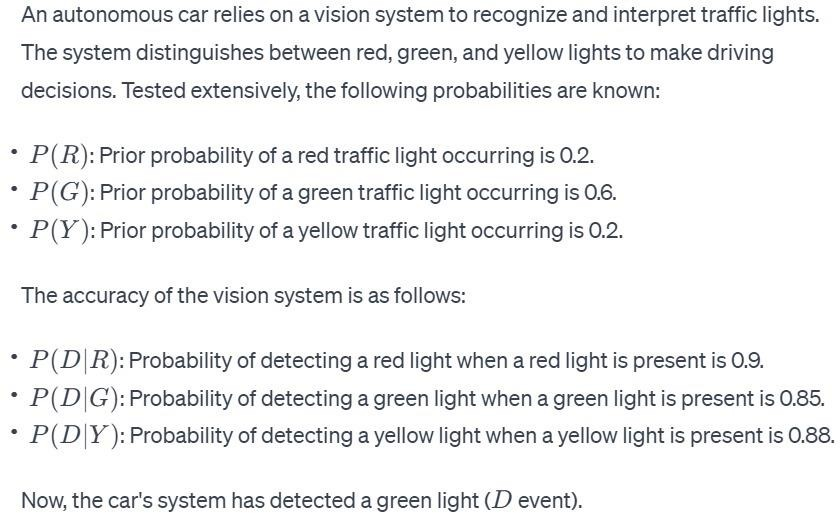 An autonomous car relies on a vision system to recognize and interpret traffic lights.
The system distinguishes between red, green, and yellow lights to make driving
decisions. Tested extensively, the following probabilities are known:
• P(R): Prior probability of a red traffic light occurring is 0.2.
• P(G): Prior probability of a green traffic light occurring is 0.6.
• P(Y): Prior probability of a yellow traffic light occurring is 0.2.
The accuracy of the vision system is as follows:
• P(D|R): Probability of detecting a red light when a red light is present is 0.9.
• P(D|G): Probability of detecting a green light when a green light is present is 0.85.
• P(D|Y): Probability of detecting a yellow light when a yellow light is present is 0.88.
Now, the car's system has detected a green light (D event).